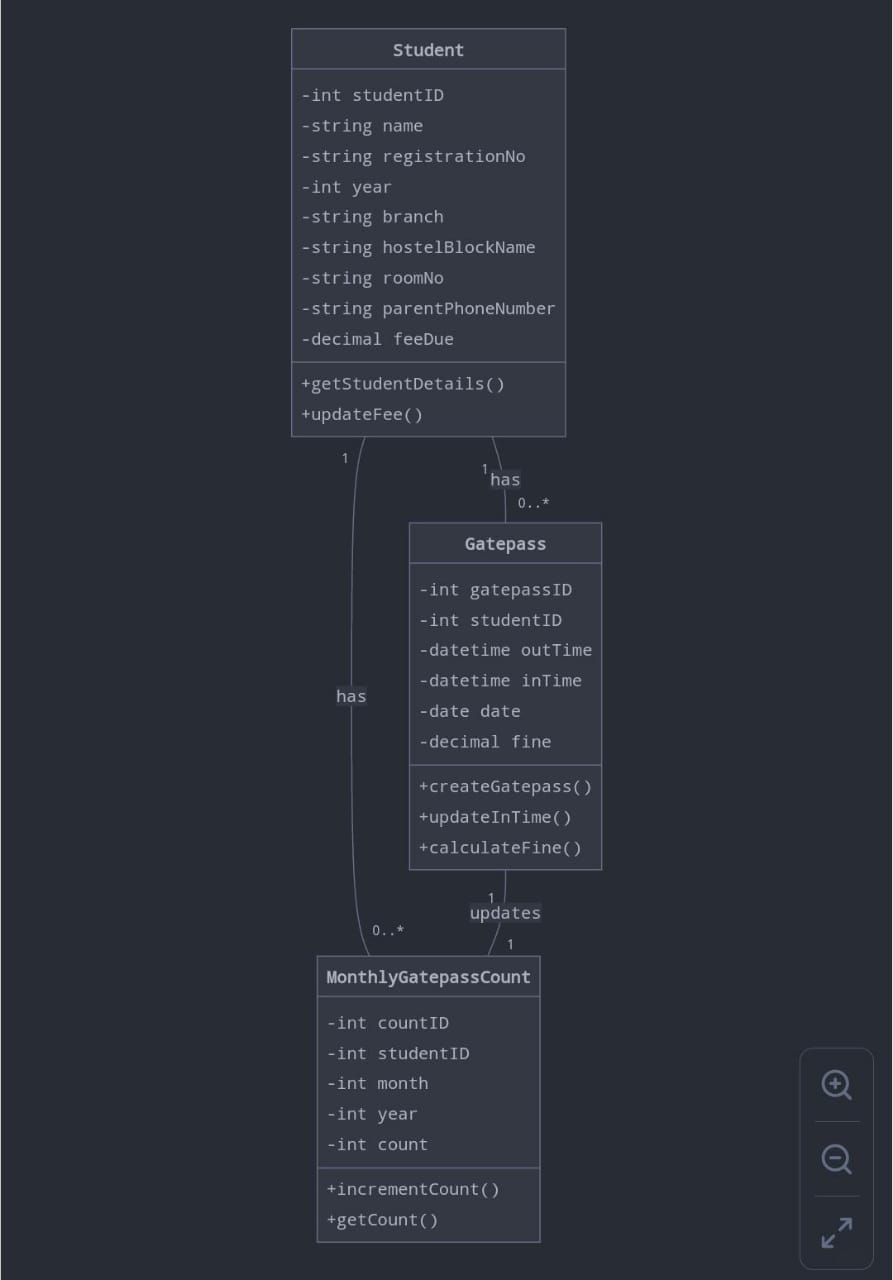 Student
-int studentID
-string name
-string registrationNo
-int year
-string branch
-string hostelBlockName
-string roomNo
-string parentPhoneNumber
-decimal feeDue
+getStudentDetails()
+updateFee()
1
1
has
0..*
Gatepass
-int gatepassID
-int studentID
-datetime outTime
-datetime inTime
-date date
-decimal fine
+createGatepass()
+updateInTime()
+calculateFine()
has
1
updates
0..*
1
MonthlyGatepassCount
-int countID
-int studentID
-int month
-int year
-int count
+incrementCount()
+getCount()